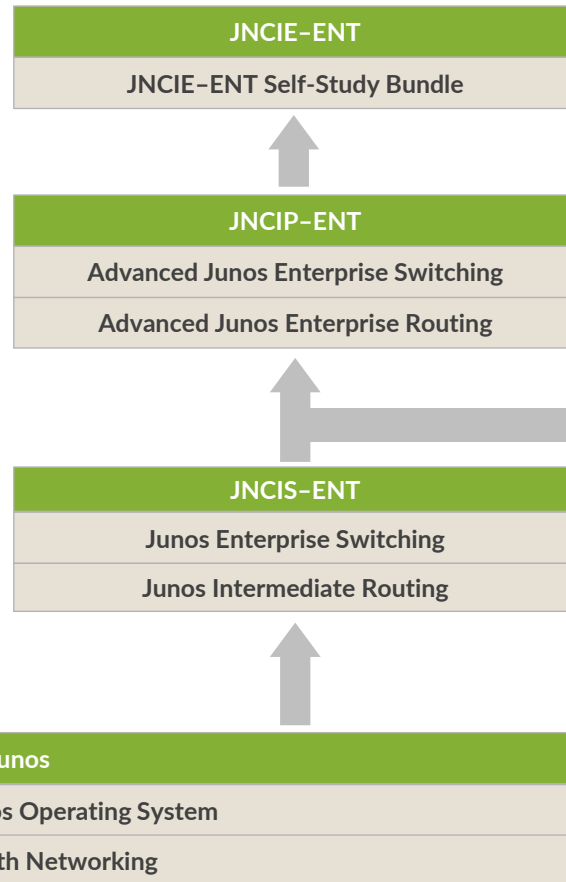 JNCIE–ENT
JNCIE–ENT Self-Study Bundle
JNCIP–ENT
Advanced Junos Enterprise Switching
Advanced Junos Enterprise Routing
JNCIS–ENT
Junos Enterprise Switching
Junos Intermediate Routing
unos
os Operating System
th Networking